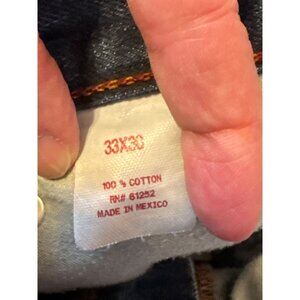 33X30
100 % COTTON
RN# 61252
MADE IN MEXICO